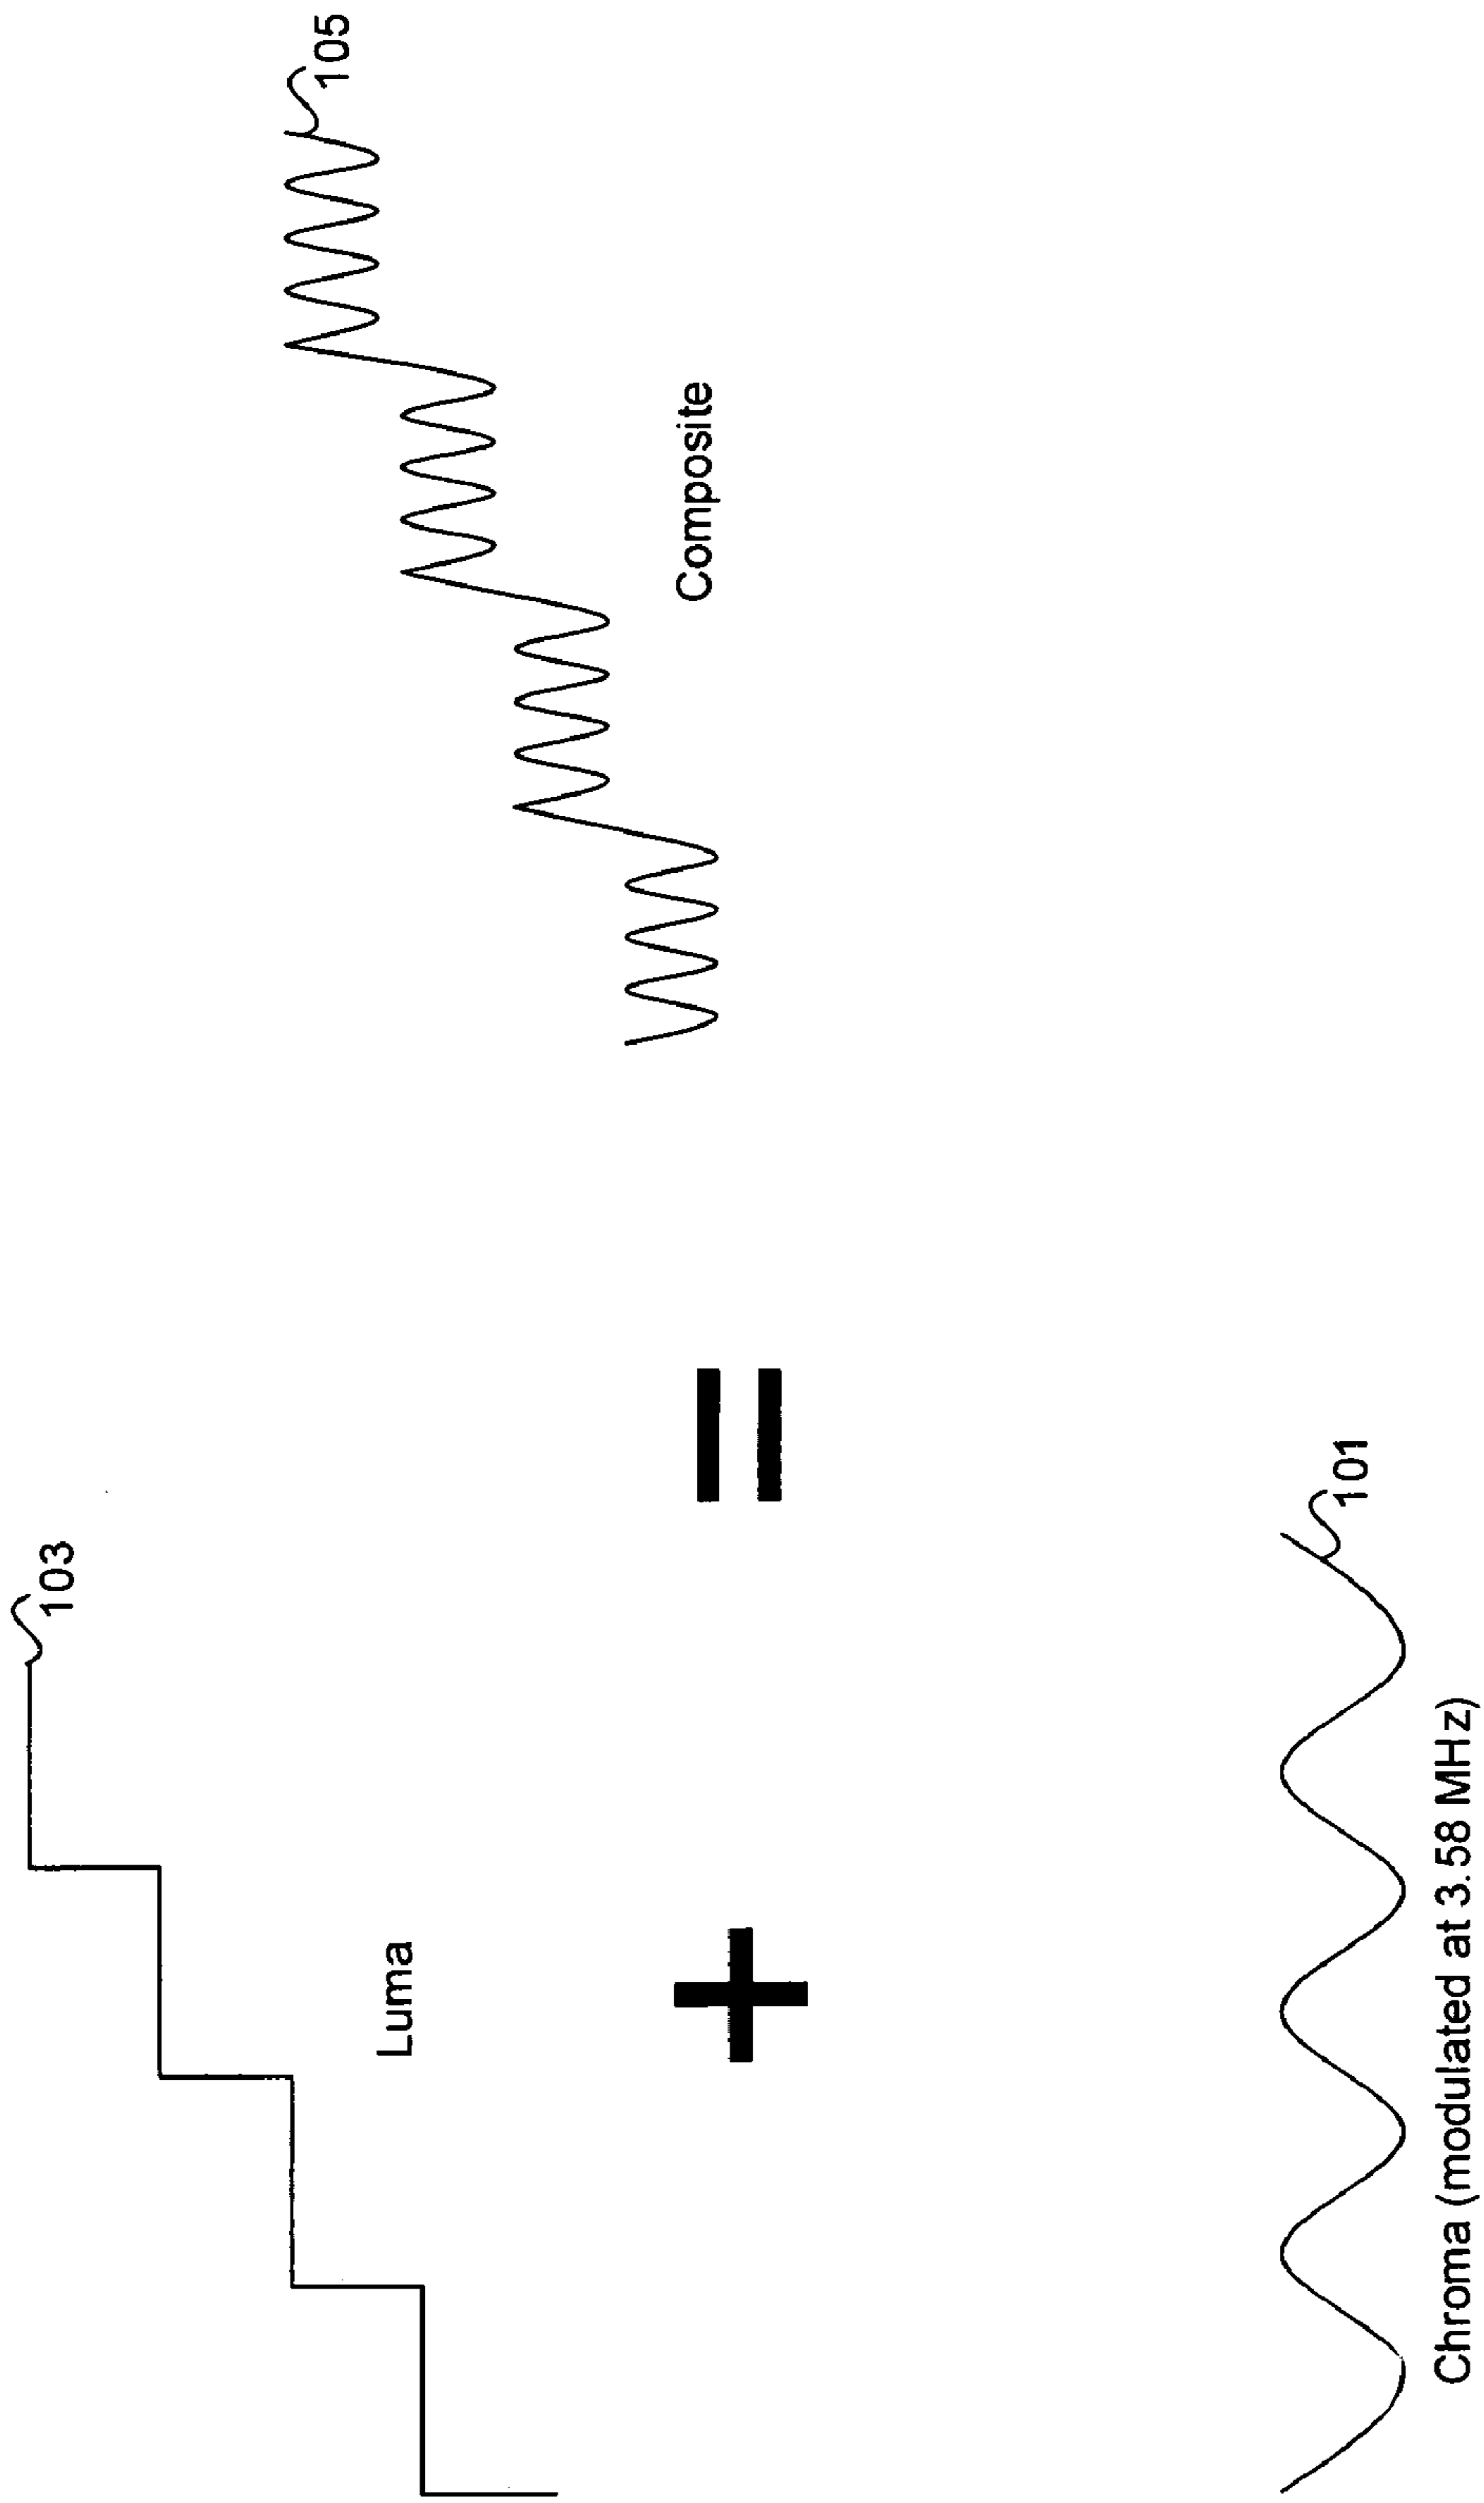 103
Luma
Chroma (modulated at 3.58 MHz)
101
105
Composite